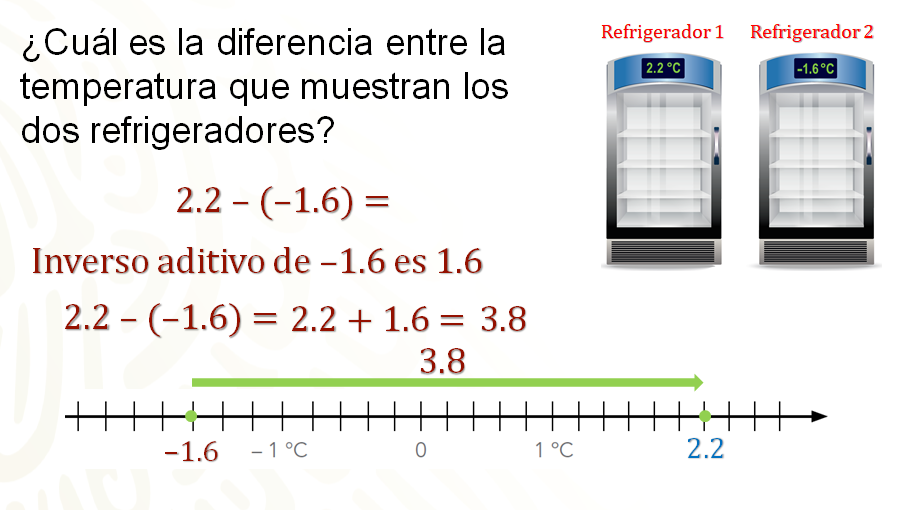 ¿Cuál es la diferencia entre la
temperatura que muestran los
dos refrigeradores?
Refrigerador 1
Refrigerador 2
2.2 °C
–1.6 °C
2.2 – (–1.6) =
Inverso aditivo de –1.6 es 1.6
2.2 – (–1.6) = 2.2 + 1.6 = 3.8
3.8
–1.6 – 1 °C 0 1 °C 2.2